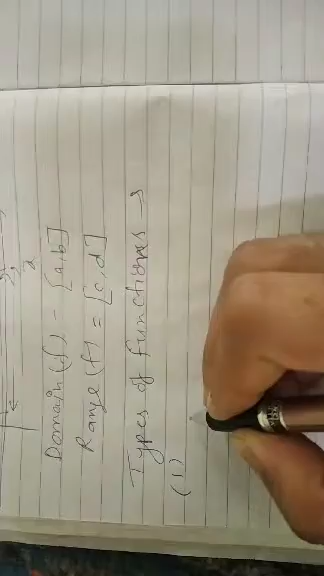 Domain (f) = [a,b]
Range (f) = [c,d]
Types of functions →
(1)